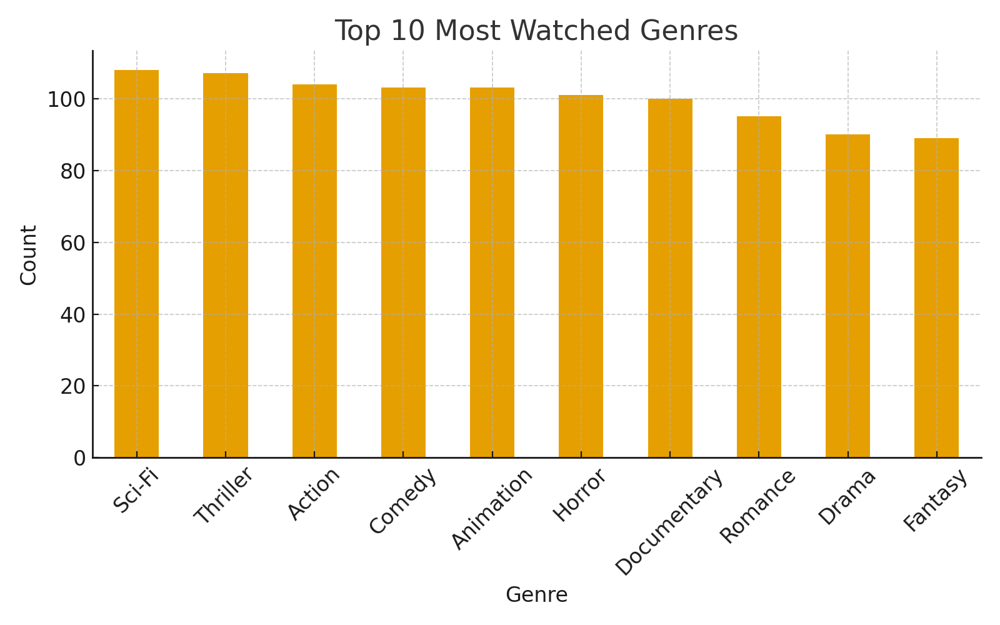 Top 10 Most Watched Genres
Count
100
80
60
40
20
0
Sci-Fi
Thriller
Action
Comedy
Animation
Horror
Documentary
Romance
Drama
Fantasy
Genre